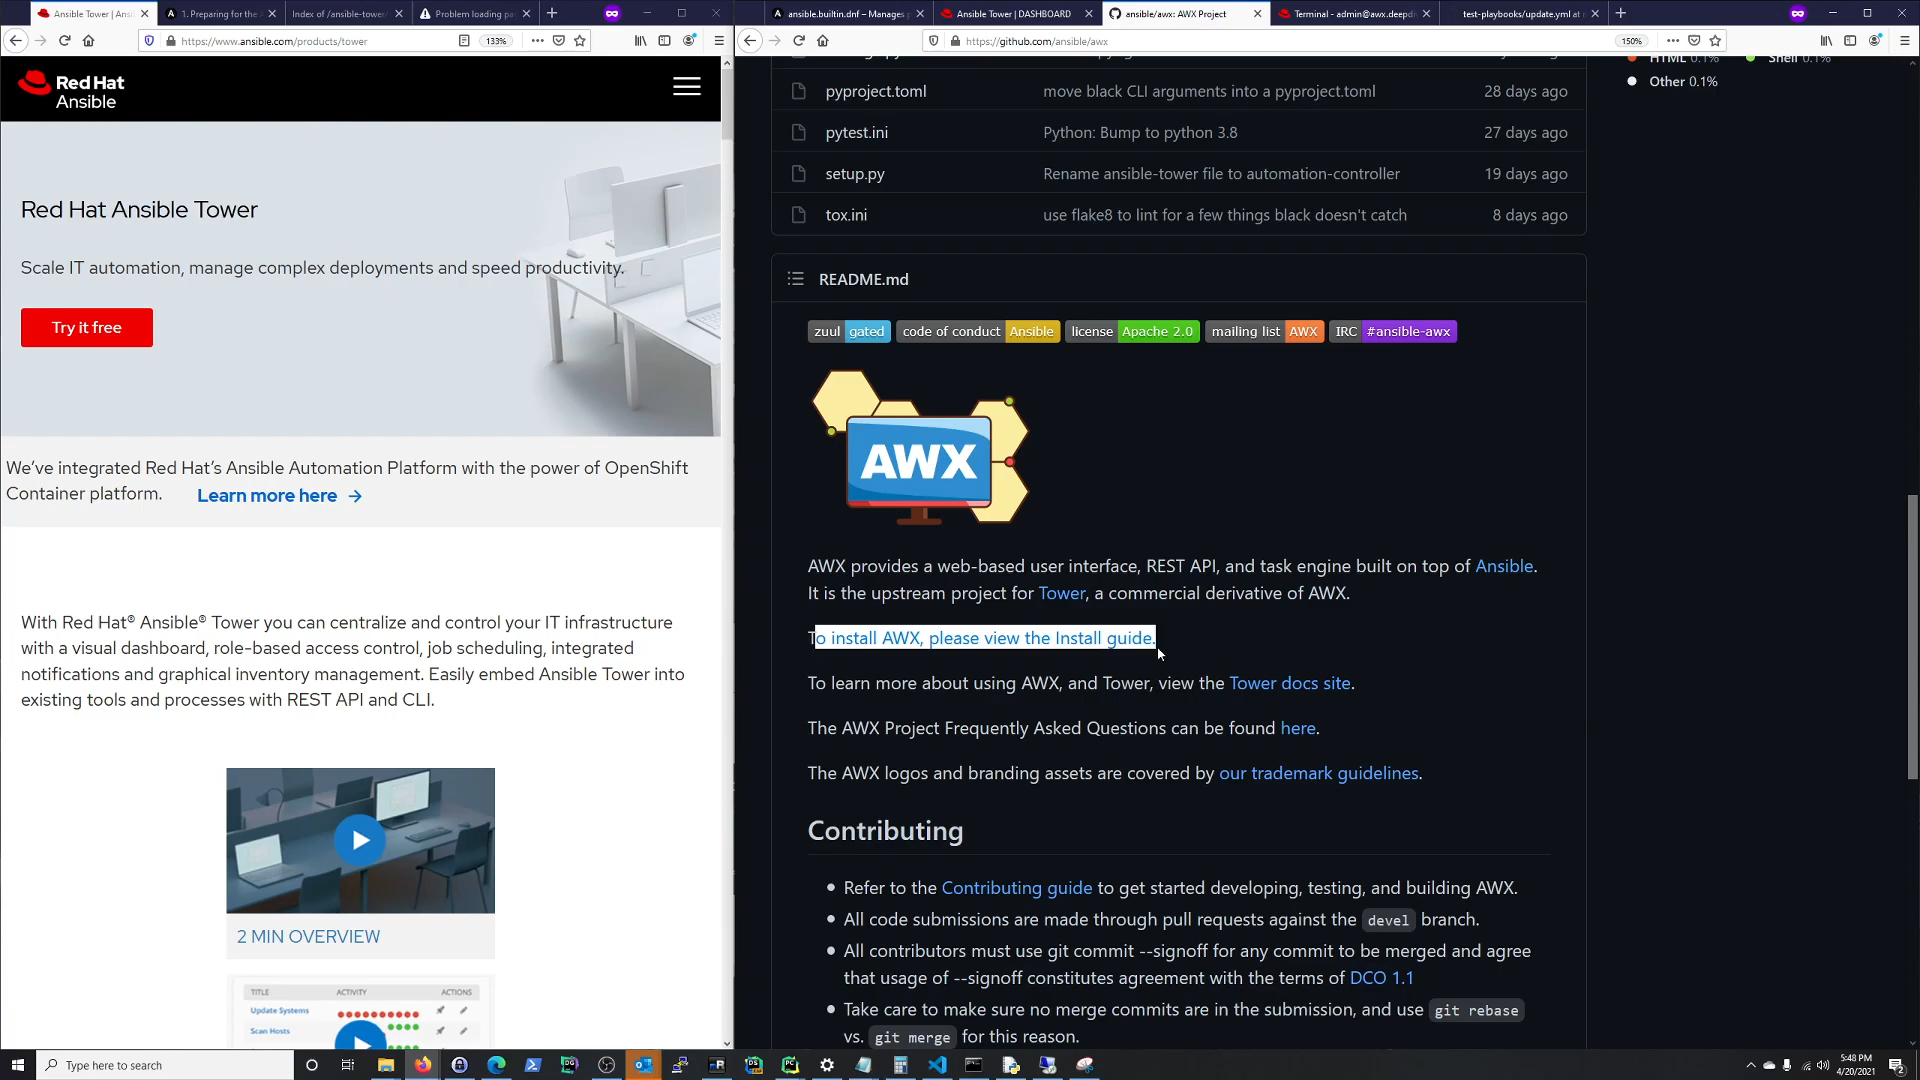 Ansible Tower | Ansi
1. Preparing for the A
Index of /ansible-tower/
Problem loading pa
https://www.ansible.com/products/tower
133%
Red Hat
Ansible
Red Hat Ansible Tower
Scale IT automation, manage complex deployments and speed productivity.
Try it free
We've integrated Red Hat's Ansible Automation Platform with the power of OpenShift
Container platform. Learn more here →
With Red Hat® Ansible® Tower you can centralize and control your IT infrastructure
with a visual dashboard, role-based access control, job scheduling, integrated
notifications and graphical inventory management. Easily embed Ansible Tower into
existing tools and processes with REST API and CLI.
2 MIN OVERVIEW
TITLE ACTIVITY ACTIONS
Update Systems
Scan Hosts
ansible.builtin.dnf – Manages p
Ansible Tower | DASHBOARD
ansible/awx: AWX Project
Terminal - admin@awx.deepdi
test-playbooks/update.yml at m
https://github.com/ansible/awx
150%
HTML 0.1% Shell 0.1%
Other 0.1%
pyproject.toml move black CLI arguments into a pyproject.toml 28 days ago
pytest.ini Python: Bump to python 3.8 27 days ago
setup.py Rename ansible-tower file to automation-controller 19 days ago
tox.ini use flake8 to lint for a few things black doesn't catch 8 days ago
README.md
zuul gated code of conduct Ansible license Apache 2.0 mailing list AWX IRC #ansible-awx
AWX
AWX provides a web-based user interface, REST API, and task engine built on top of Ansible.
It is the upstream project for Tower, a commercial derivative of AWX.
To install AWX, please view the Install guide.
To learn more about using AWX, and Tower, view the Tower docs site.
The AWX Project Frequently Asked Questions can be found here.
The AWX logos and branding assets are covered by our trademark guidelines.
Contributing
Refer to the Contributing guide to get started developing, testing, and building AWX.
All code submissions are made through pull requests against the devel branch.
All contributors must use git commit --signoff for any commit to be merged and agree
that usage of --signoff constitutes agreement with the terms of DCO 1.1
Take care to make sure no merge commits are in the submission, and use git rebase
vs. git merge for this reason.
Type here to search
5:48 PM
4/20/2021